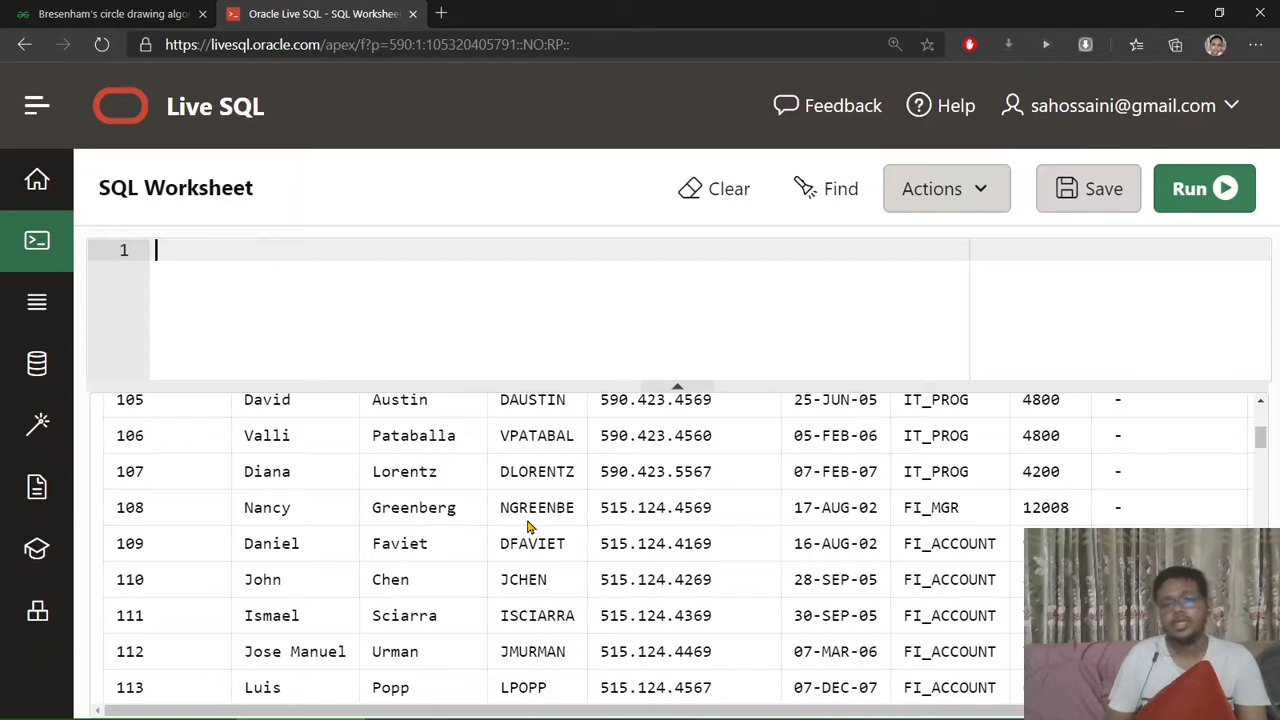 Bresenham's circle drawing algo
Oracle Live SQL - SQL Worksheet
https://livesql.oracle.com/apex/f?p=590:1:105320405791::NO:RP::
Live SQL
Feedback
Help
sahossaini@gmail.com
SQL Worksheet
Clear
Find
Actions
Save
Run
1
105 David Austin DAUSTIN 590.423.4569 25-JUN-05 IT_PROG 4800 -
106 Valli Pataballa VPATABAL 590.423.4560 05-FEB-06 IT_PROG 4800 -
107 Diana Lorentz DLORENTZ 590.423.5567 07-FEB-07 IT_PROG 4200 -
108 Nancy Greenberg NGREENBE 515.124.4569 17-AUG-02 FI_MGR 12008 -
109 Daniel Faviet DFAVIET 515.124.4169 16-AUG-02 FI_ACCOUNT
110 John Chen JCHEN 515.124.4269 28-SEP-05 FI_ACCOUNT
111 Ismael Sciarra ISCIARRA 515.124.4369 30-SEP-05 FI_ACCOUNT
112 Jose Manuel Urman JMURMAN 515.124.4469 07-MAR-06 FI_ACCOUNT
113 Luis Popp LPOPP 515.124.4567 07-DEC-07 FI_ACCOUNT